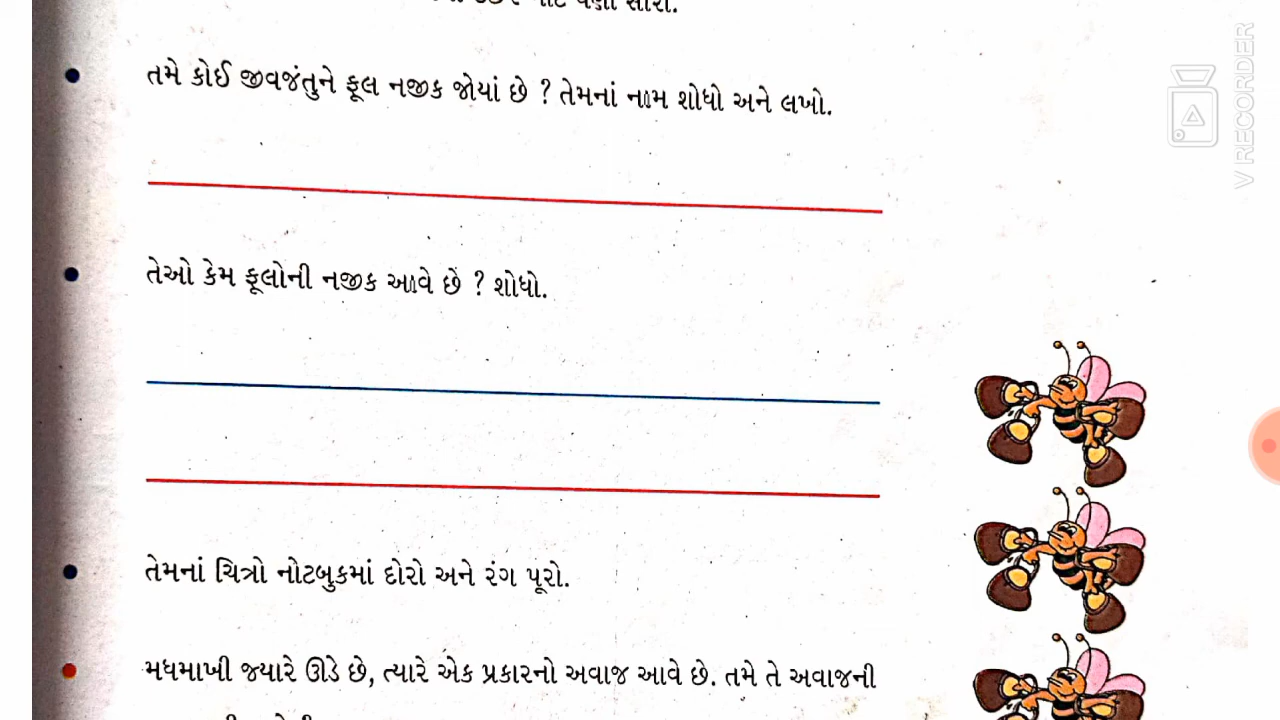 સારો.
તમે કોઈ જીવજંતુને ફૂલ નજીક જોયાં છે ? તેમનાં નામ શોધો અને લખો.
તેઓ કેમ ફૂલોની નજીક આવે છે ? શોધો.
તેમનાં ચિત્રો નોટબુકમાં દોરો અને રંગ પૂરો.
મધમાખી જ્યારે ઊડે છે, ત્યારે એક પ્રકારનો અવાજ આવે છે. તમે તે અવાજની
V RECORDER